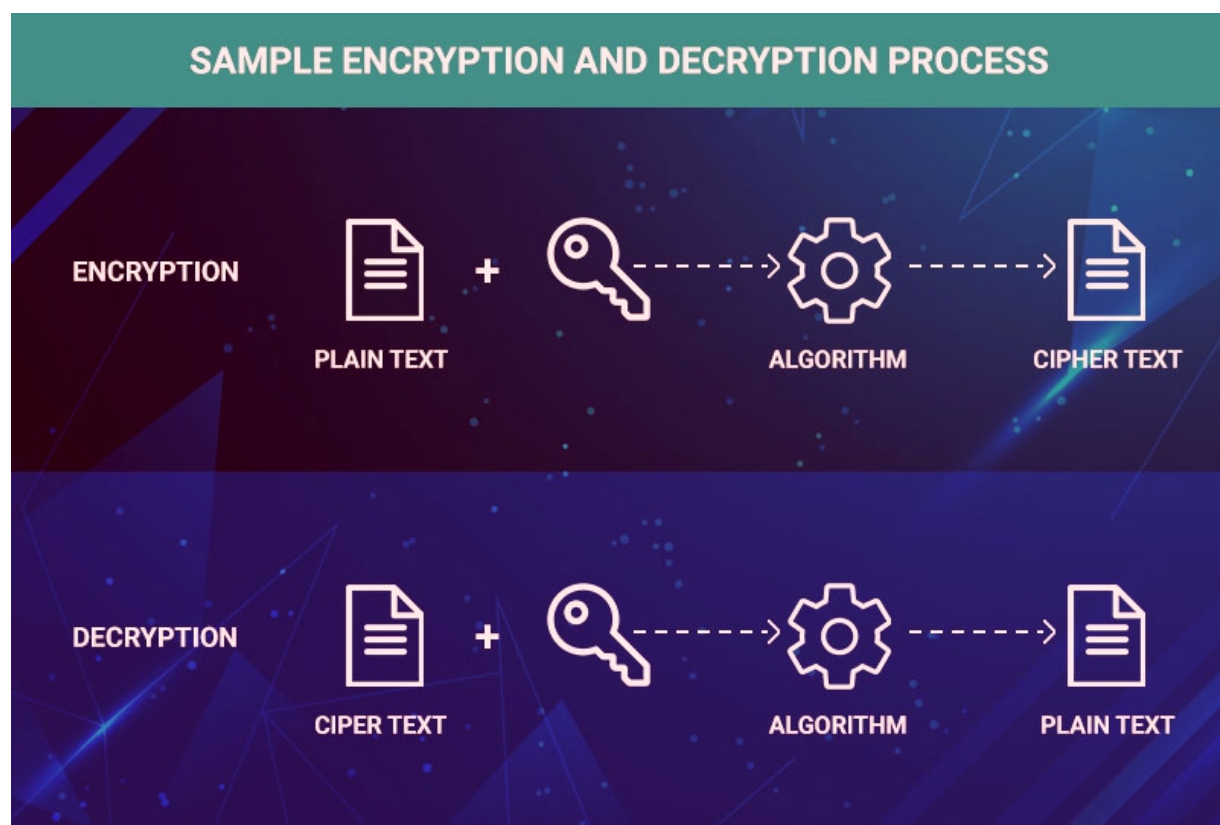 SAMPLE ENCRYPTION AND DECRYPTION PROCESS
ENCRYPTION
+
PLAIN TEXT
ALGORITHM
CIPHER TEXT
DECRYPTION
+
CIPER TEXT
ALGORITHM
PLAIN TEXT